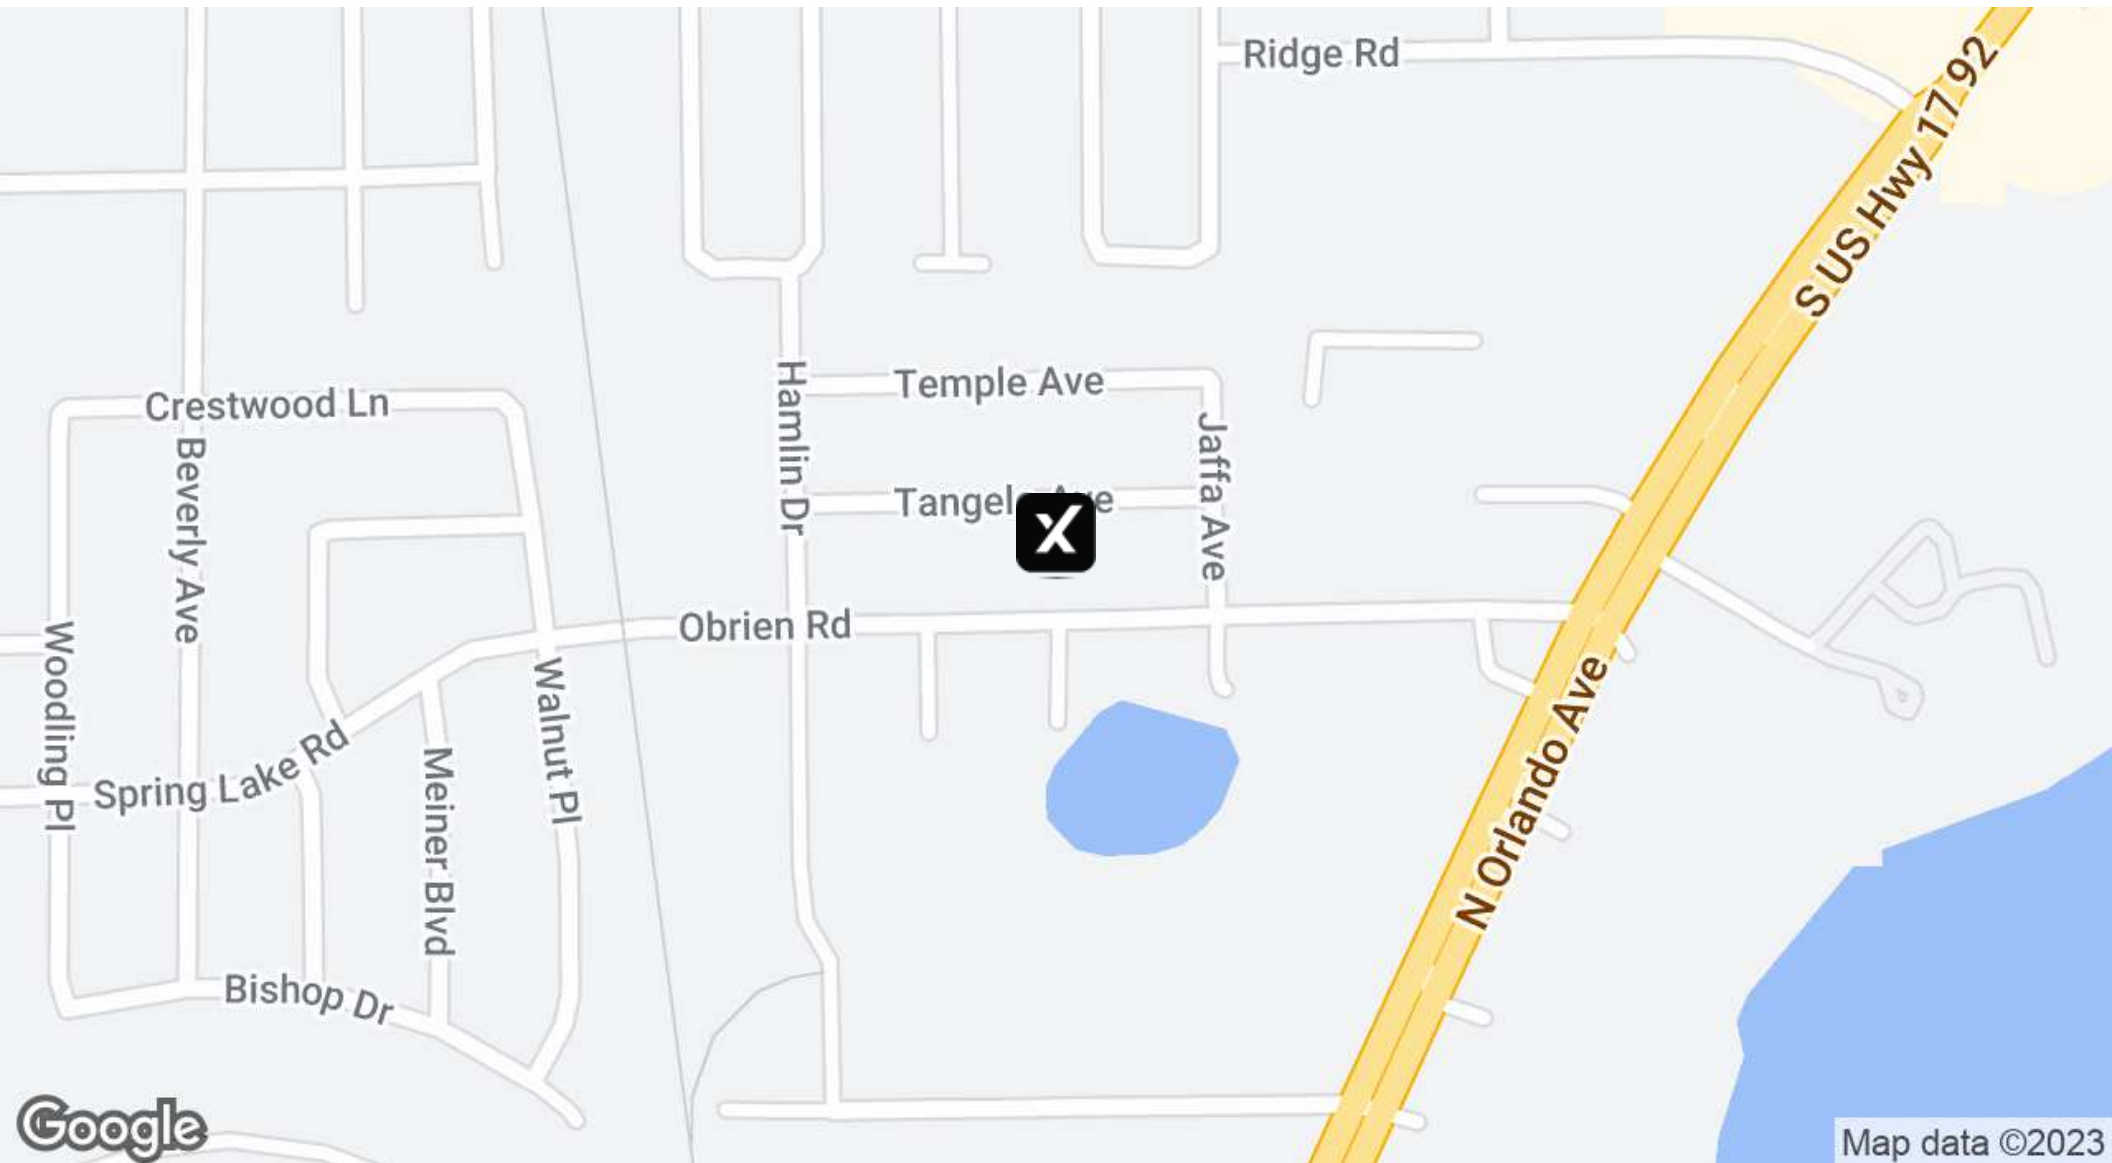 Ridge Rd
S US Hwy 17 92
Temple Ave
Crestwood Ln
Hamlin Dr
Jaffa Ave
Beverly Ave
Ave
X
Obrien Rd
Woodling Pl
Walnut Pl
N Orlando Ave
Spring Lake Rd
Meiner Blvd
Bishop Dr
Google
Map data ©2023